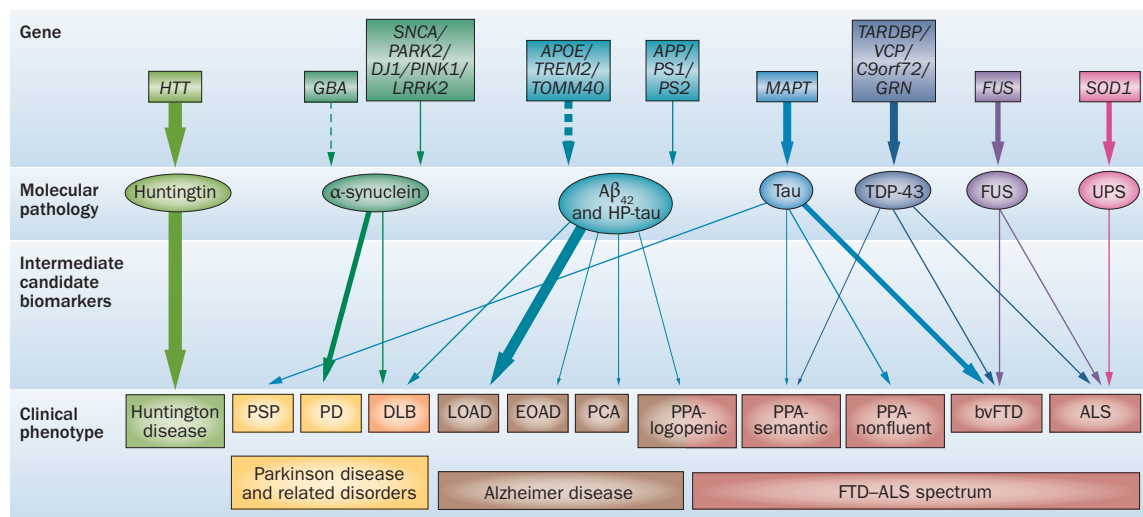 Gene
HTT
GBA
SNCA/
PARK2/
DJ1/PINK1/
LRRK2
APOE/
TREM2/
TOMM40
APP/
PS1/
PS2
MAPT
TARDBP/
VCP/
C9orf72/
GRN
FUS
SOD1
Molecular
pathology
Huntingtin
α-synuclein
Aβ42
and HP-tau
Tau
TDP-43
FUS
UPS
Intermediate
candidate
biomarkers
Clinical
phenotype
Huntington
disease
PSP
PD
DLB
LOAD
EOAD
PCA
PPA-
logopenic
PPA-
semantic
PPA-
nonfluent
bvFTD
ALS
Parkinson disease
and related disorders
Alzheimer disease
FTD–ALS spectrum